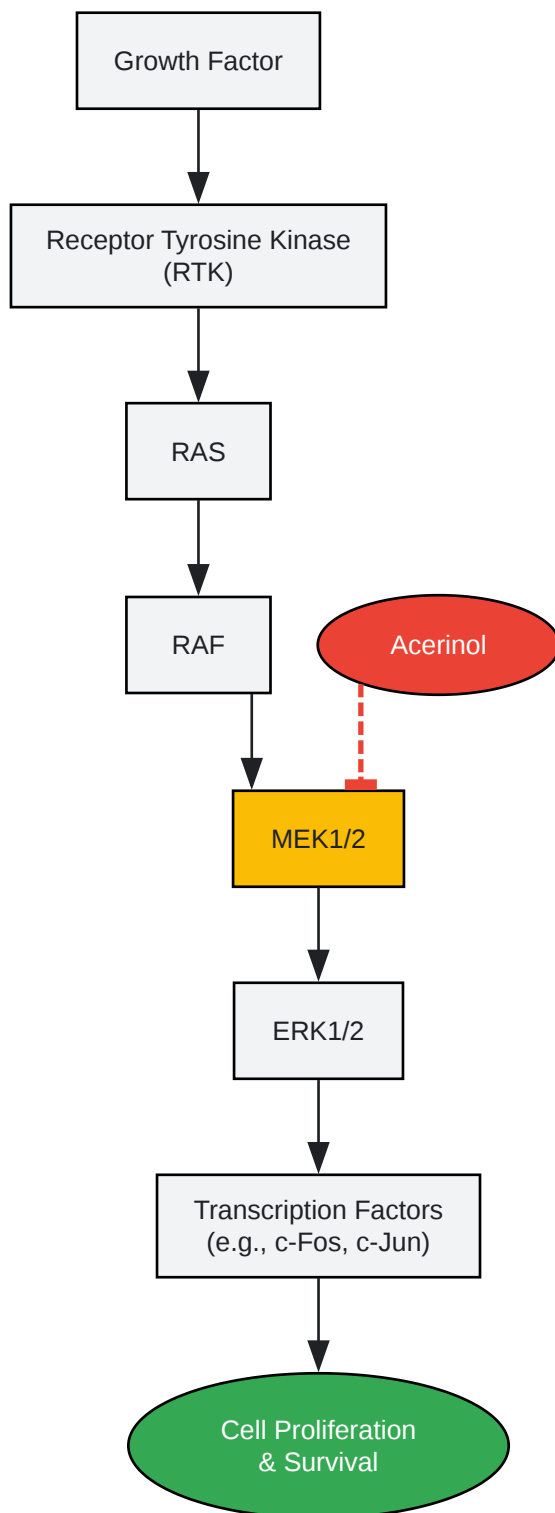 Growth Factor
Receptor Tyrosine Kinase
(RTK)
RAS
RAF
Acerinol
MEK1/2
ERK1/2
Transcription Factors
(e.g., c-Fos, c-Jun)
Cell Proliferation
& Survival